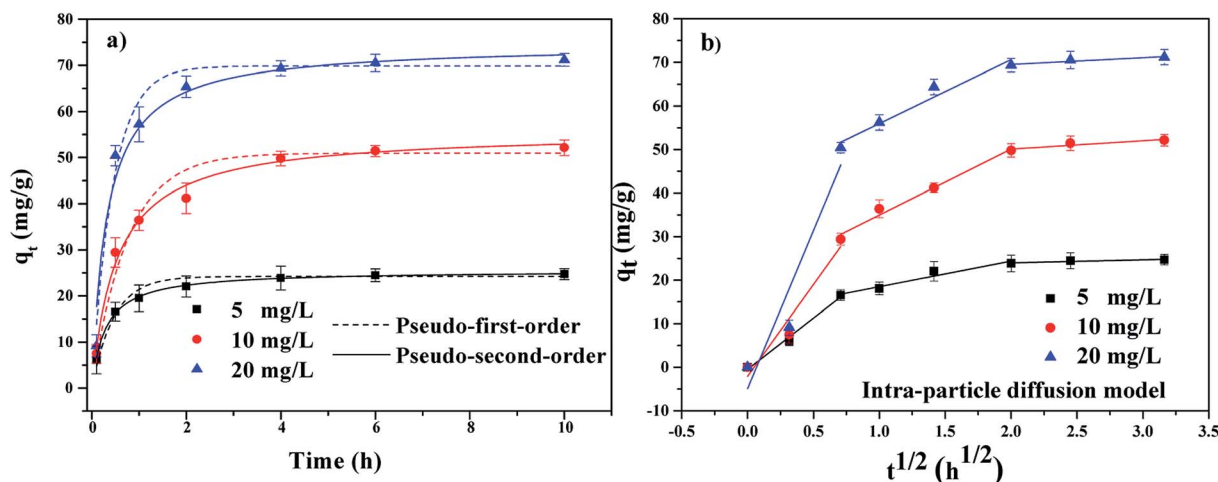 a)
80
70
60
50
40
30
20
10
0
q_t (mg/g)
5 mg/L
10 mg/L
20 mg/L
Pseudo-first-order
Pseudo-second-order
0 2 4 6 8 10
Time (h)
b)
80
70
60
50
40
30
20
10
0
-10
q_t (mg/g)
5 mg/L
10 mg/L
20 mg/L
Intra-particle diffusion model
-0.5 0.0 0.5 1.0 1.5 2.0 2.5 3.0 3.5
t^1/2 (h^1/2)